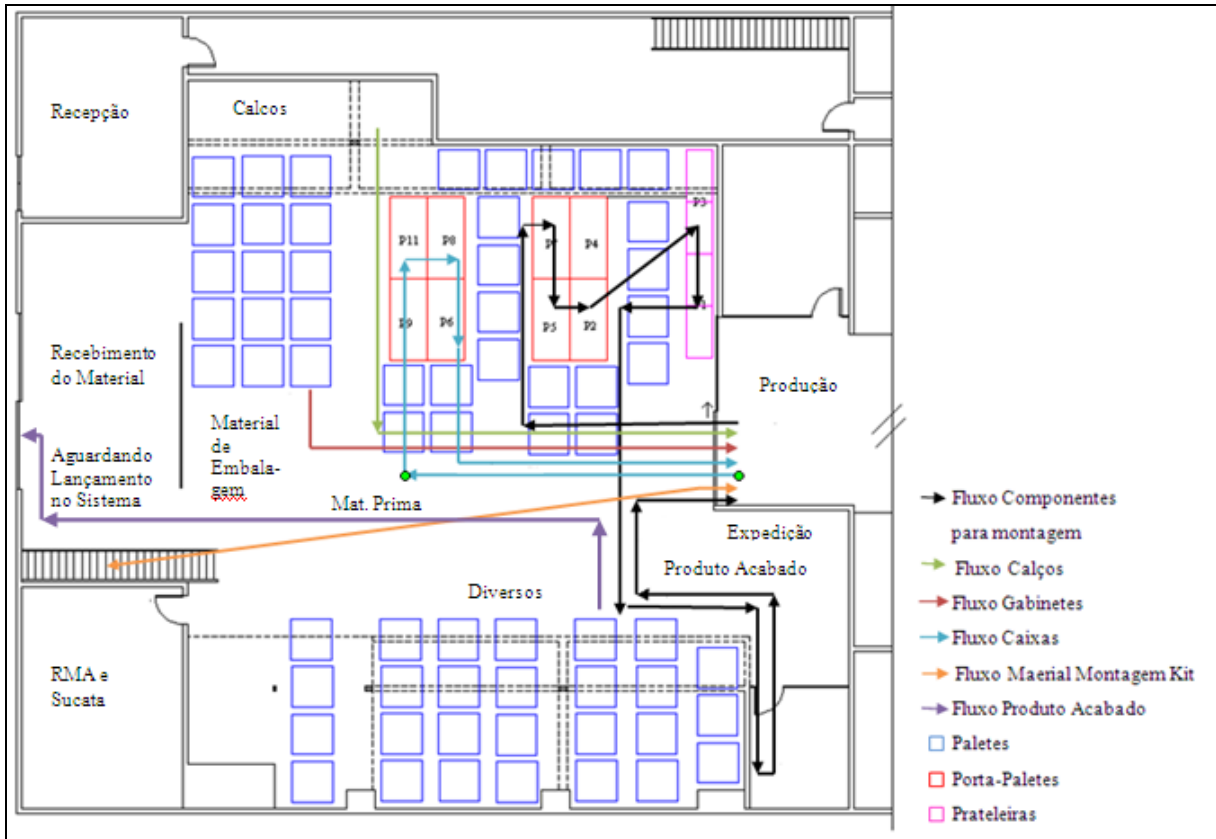 Recepção
Calcos
P3
P11
P8
P4
P9
P6
P5
P2
Recebimento
do Material
Produção
Material
de
Embala-
gem
Aguardando
Lançamento
no Sistema
Mat. Prima
Expedição
Produto Acabado
Diversos
RMA e
Sucata
Fluxo Componentes
para montagem
Fluxo Calços
Fluxo Gabinetes
Fluxo Caixas
Fluxo Maerial Montagem Kit
Fluxo Produto Acabado
Paletes
Porta-Paletes
Prateleiras